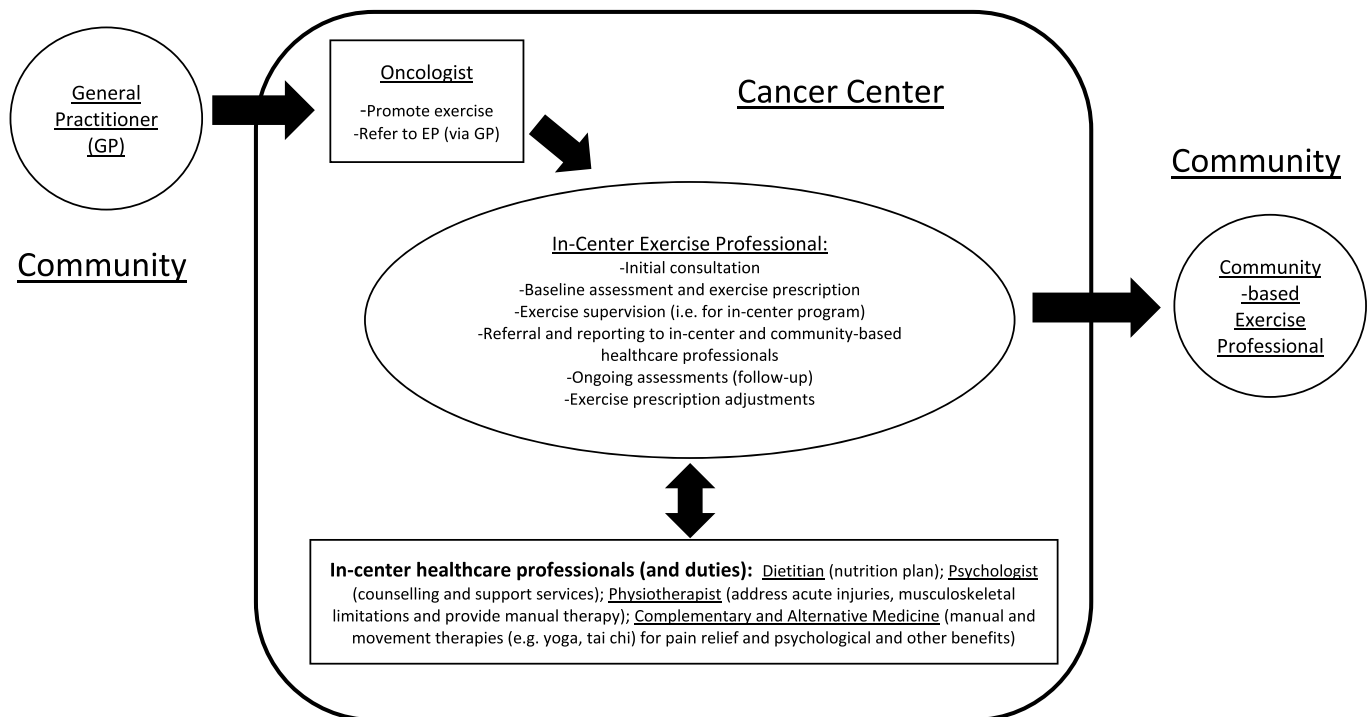 General
Practitioner
(GP)
Community
Oncologist
-Promote exercise
-Refer to EP (via GP)
Cancer Center
In-Center Exercise Professional:
-Initial consultation
-Baseline assessment and exercise prescription
-Exercise supervision (i.e. for in-center program)
-Referral and reporting to in-center and community-based
healthcare professionals
-Ongoing assessments (follow-up)
-Exercise prescription adjustments
In-center healthcare professionals (and duties): Dietitian (nutrition plan); Psychologist
(counselling and support services); Physiotherapist (address acute injuries, musculoskeletal
limitations and provide manual therapy); Complementary and Alternative Medicine (manual and
movement therapies (e.g. yoga, tai chi) for pain relief and psychological and other benefits)
Community
Community
-based
Exercise
Professional